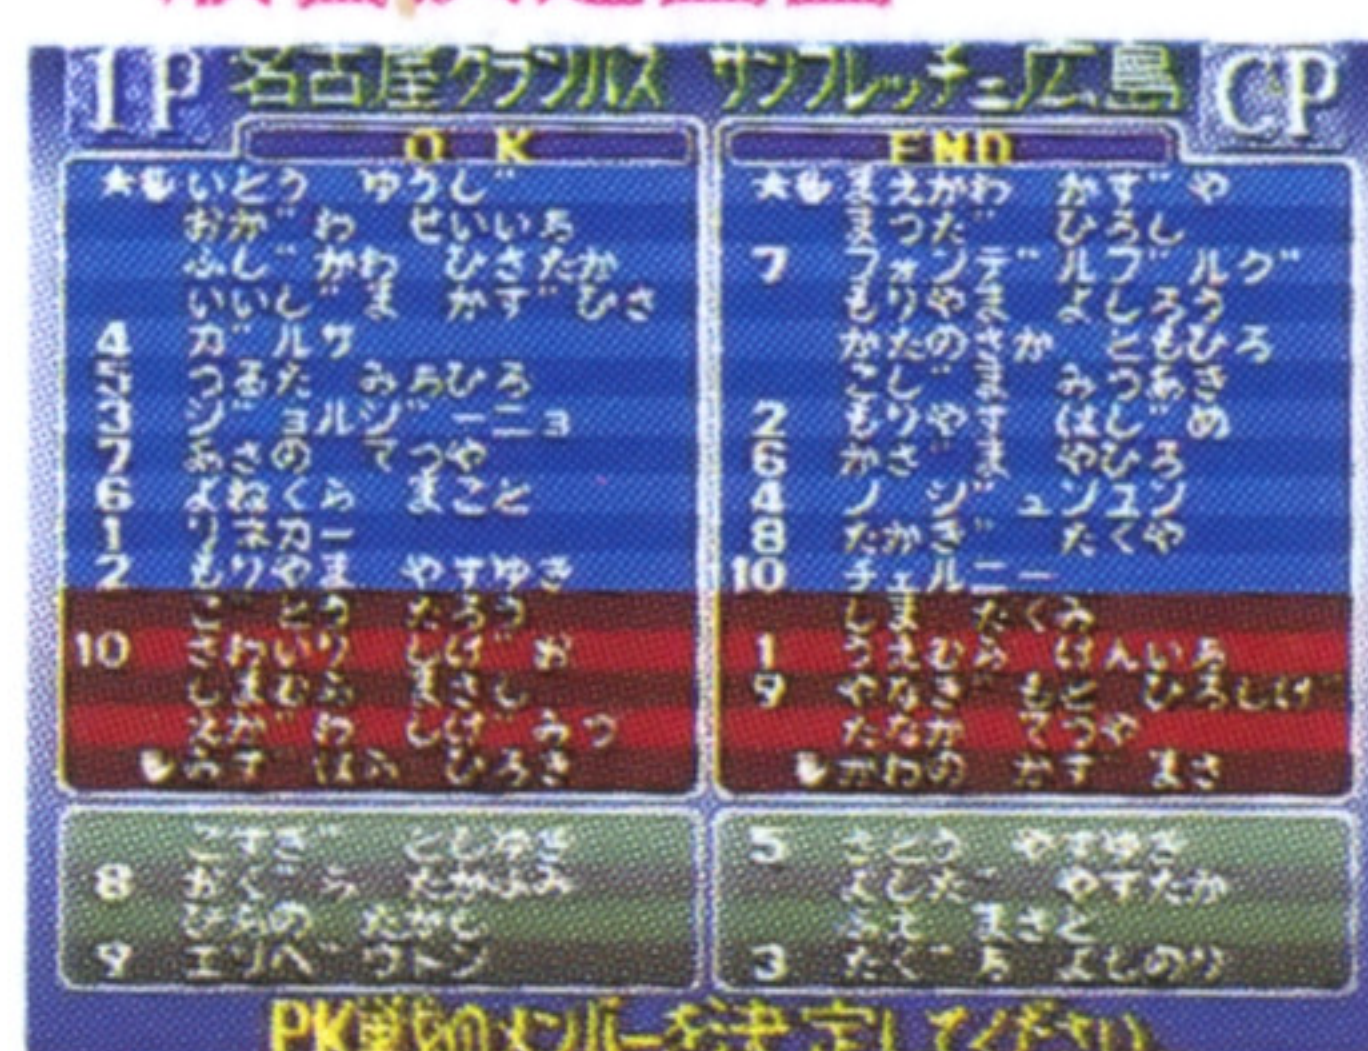 1P 名古屋グランパス サンフレッチェ広島 CP
OK
★ いとう ゆうじ
おがわ せいいち
ふじがわ ひさたか
いいじま かずひさ
4 ガルサ
5 つるた みちひろ
3 ジョルジーニョ
7 あさの てつや
6 よねくら まこと
1 リネカー
2 もりやま やすゆき
ごとう たろう
10 さわいり しげお
しまむら まさし
えがわ しげみつ
らずはら ひろき
こすぎ としゆき
8 おぐら たかふみ
ひらの たかし
9 エリベウトン
END
★ まえかわ かずや
まつだ ひろし
7 フォンデルブルグ
もりやま よしろう
かたのさか ともひろ
こじま みつあき
2 もりやす はじめ
6 かざま やひろ
4 ノ ジュンユン
8 たかぎ たくや
10 チェルニー
しま たくみ
1 うえむら けんいち
9 やなぎもと ひろしげ
たなか てつや
かわの かずまさ
5 さとう やすゆき
よしだ やすたか
ふえ まさと
3 たぐち よしのり
PK戦のメンバーを決定してください